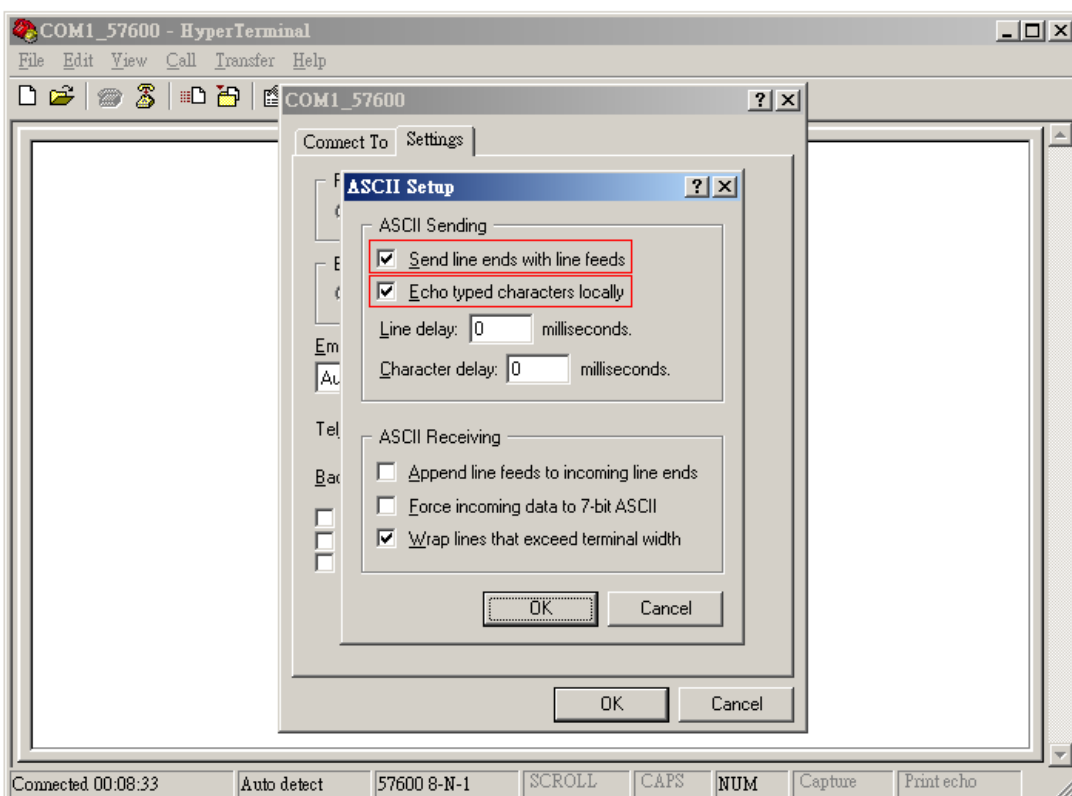 COM1_57600 - HyperTerminal
File Edit View Call Transfer Help
COM1_57600
Connect To Settings
ASCII Setup
ASCII Sending
Send line ends with line feeds
Echo typed characters locally
Line delay: 0 milliseconds.
Character delay: 0 milliseconds.
ASCII Receiving
Append line feeds to incoming line ends
Force incoming data to 7-bit ASCII
Wrap lines that exceed terminal width
OK Cancel
OK Cancel
Connected 00:08:33 Auto detect 57600 8-N-1 SCROLL CAPS NUM Capture Print echo